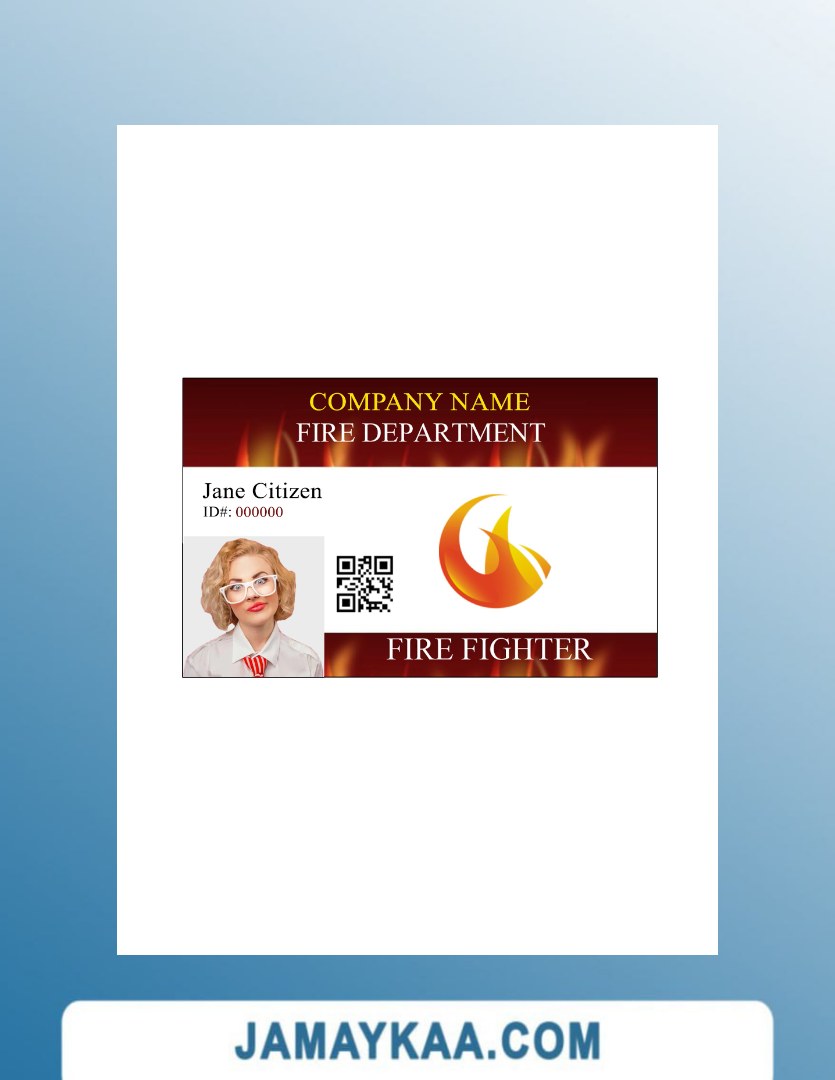 COMPANY NAME
FIRE DEPARTMENT
Jane Citizen
ID#: 000000
FIRE FIGHTER
JAMAYKAA.COM